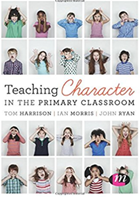 Teaching Character
IN THE PRIMARY CLASSROOM
TOM HARRISON | IAN MORRIS | JOHN RYAN